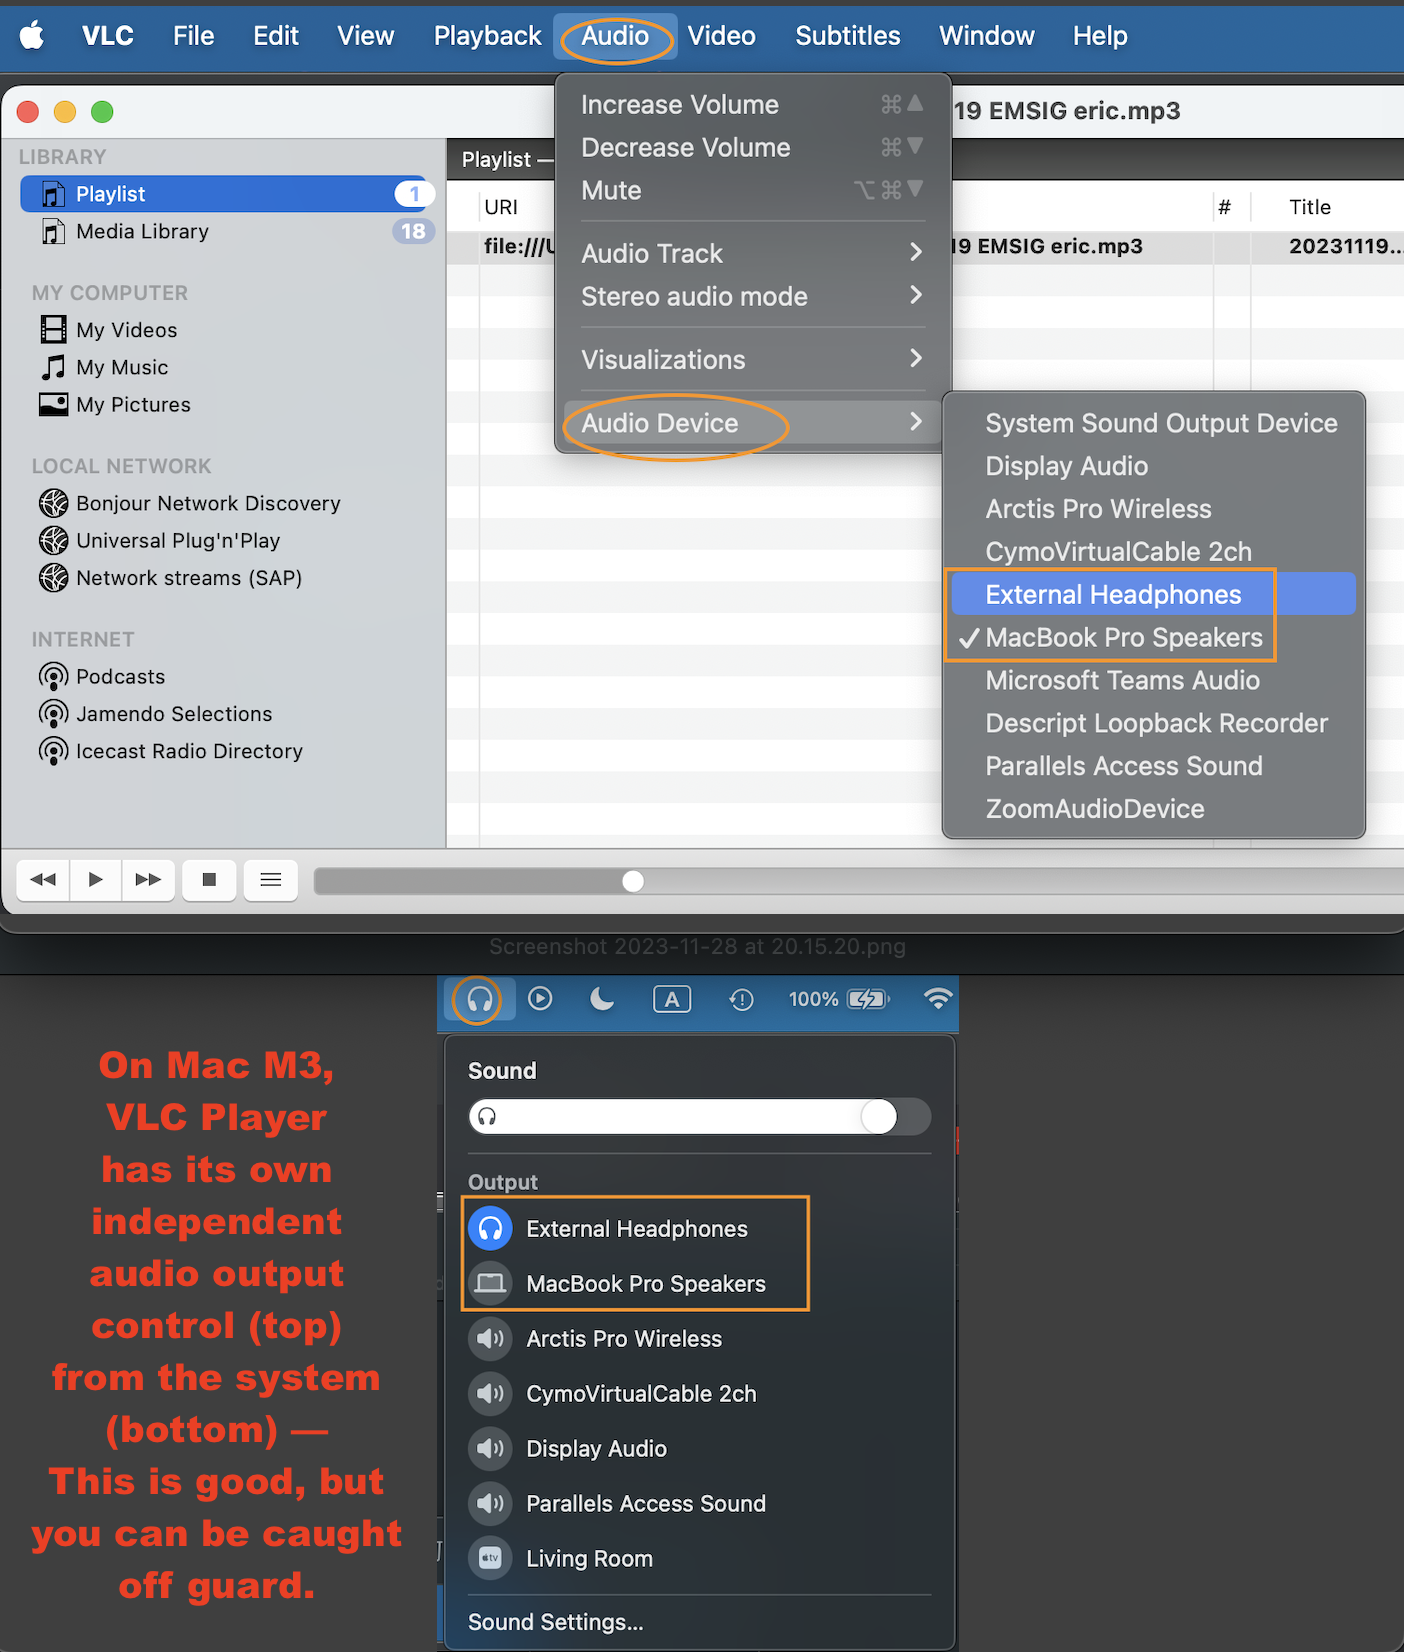 VLC File Edit View Playback Audio Video Subtitles Window Help
19 EMSIG eric.mp3
Increase Volume ⌘▲
Decrease Volume ⌘▼
Mute ⌥⌘▼
Audio Track
Stereo audio mode
Visualizations
Audio Device
LIBRARY
Playlist 1
Media Library 18
MY COMPUTER
My Videos
My Music
My Pictures
LOCAL NETWORK
Bonjour Network Discovery
Universal Plug'n'Play
Network streams (SAP)
INTERNET
Podcasts
Jamendo Selections
Icecast Radio Directory
Playlist —
URI # Title
file:/// 19 EMSIG eric.mp3 20231119...
System Sound Output Device
Display Audio
Arctis Pro Wireless
CymoVirtualCable 2ch
External Headphones
✓ MacBook Pro Speakers
Microsoft Teams Audio
Descript Loopback Recorder
Parallels Access Sound
ZoomAudioDevice
Screenshot 2023-11-28 at 20.15.20.png
A 100%
Sound
Output
External Headphones
MacBook Pro Speakers
Arctis Pro Wireless
CymoVirtualCable 2ch
Display Audio
Parallels Access Sound
tv Living Room
Sound Settings...
On Mac M3,
VLC Player
has its own
independent
audio output
control (top)
from the system
(bottom) —
This is good, but
you can be caught
off guard.